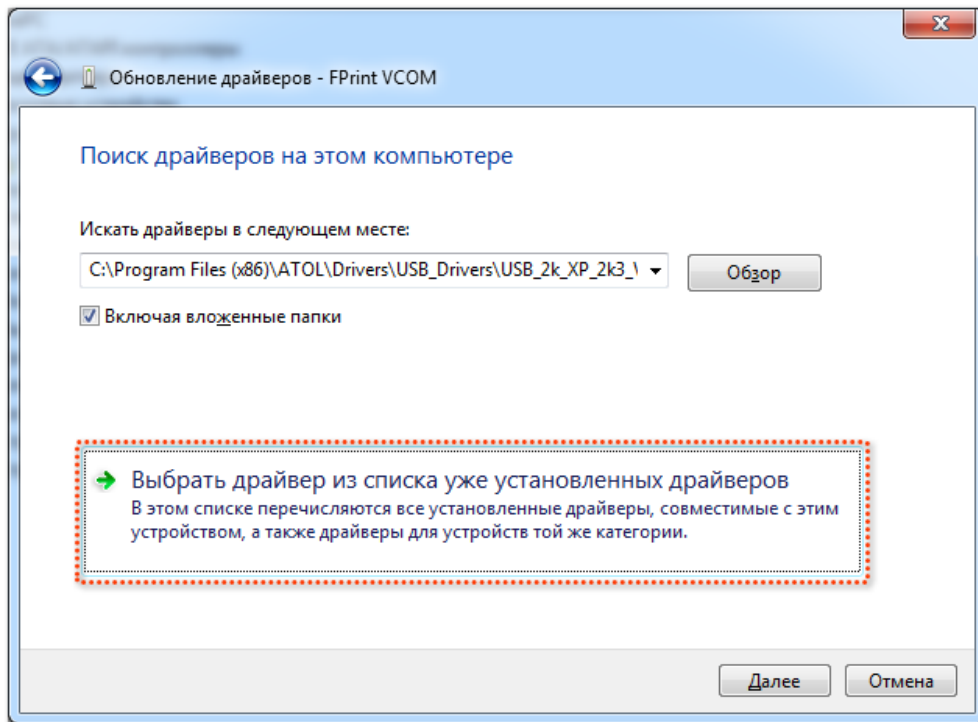 Обновление драйверов - FPrint VCOM
Поиск драйверов на этом компьютере
Искать драйверы в следующем месте:
C:\Program Files (x86)\ATOL\Drivers\USB_Drivers\USB_2k_XP_2k3_\
Обзор
Включая вложенные папки
Выбрать драйвер из списка уже установленных драйверов
В этом списке перечисляются все установленные драйверы, совместимые с этим
устройством, а также драйверы для устройств той же категории.
Далее
Отмена